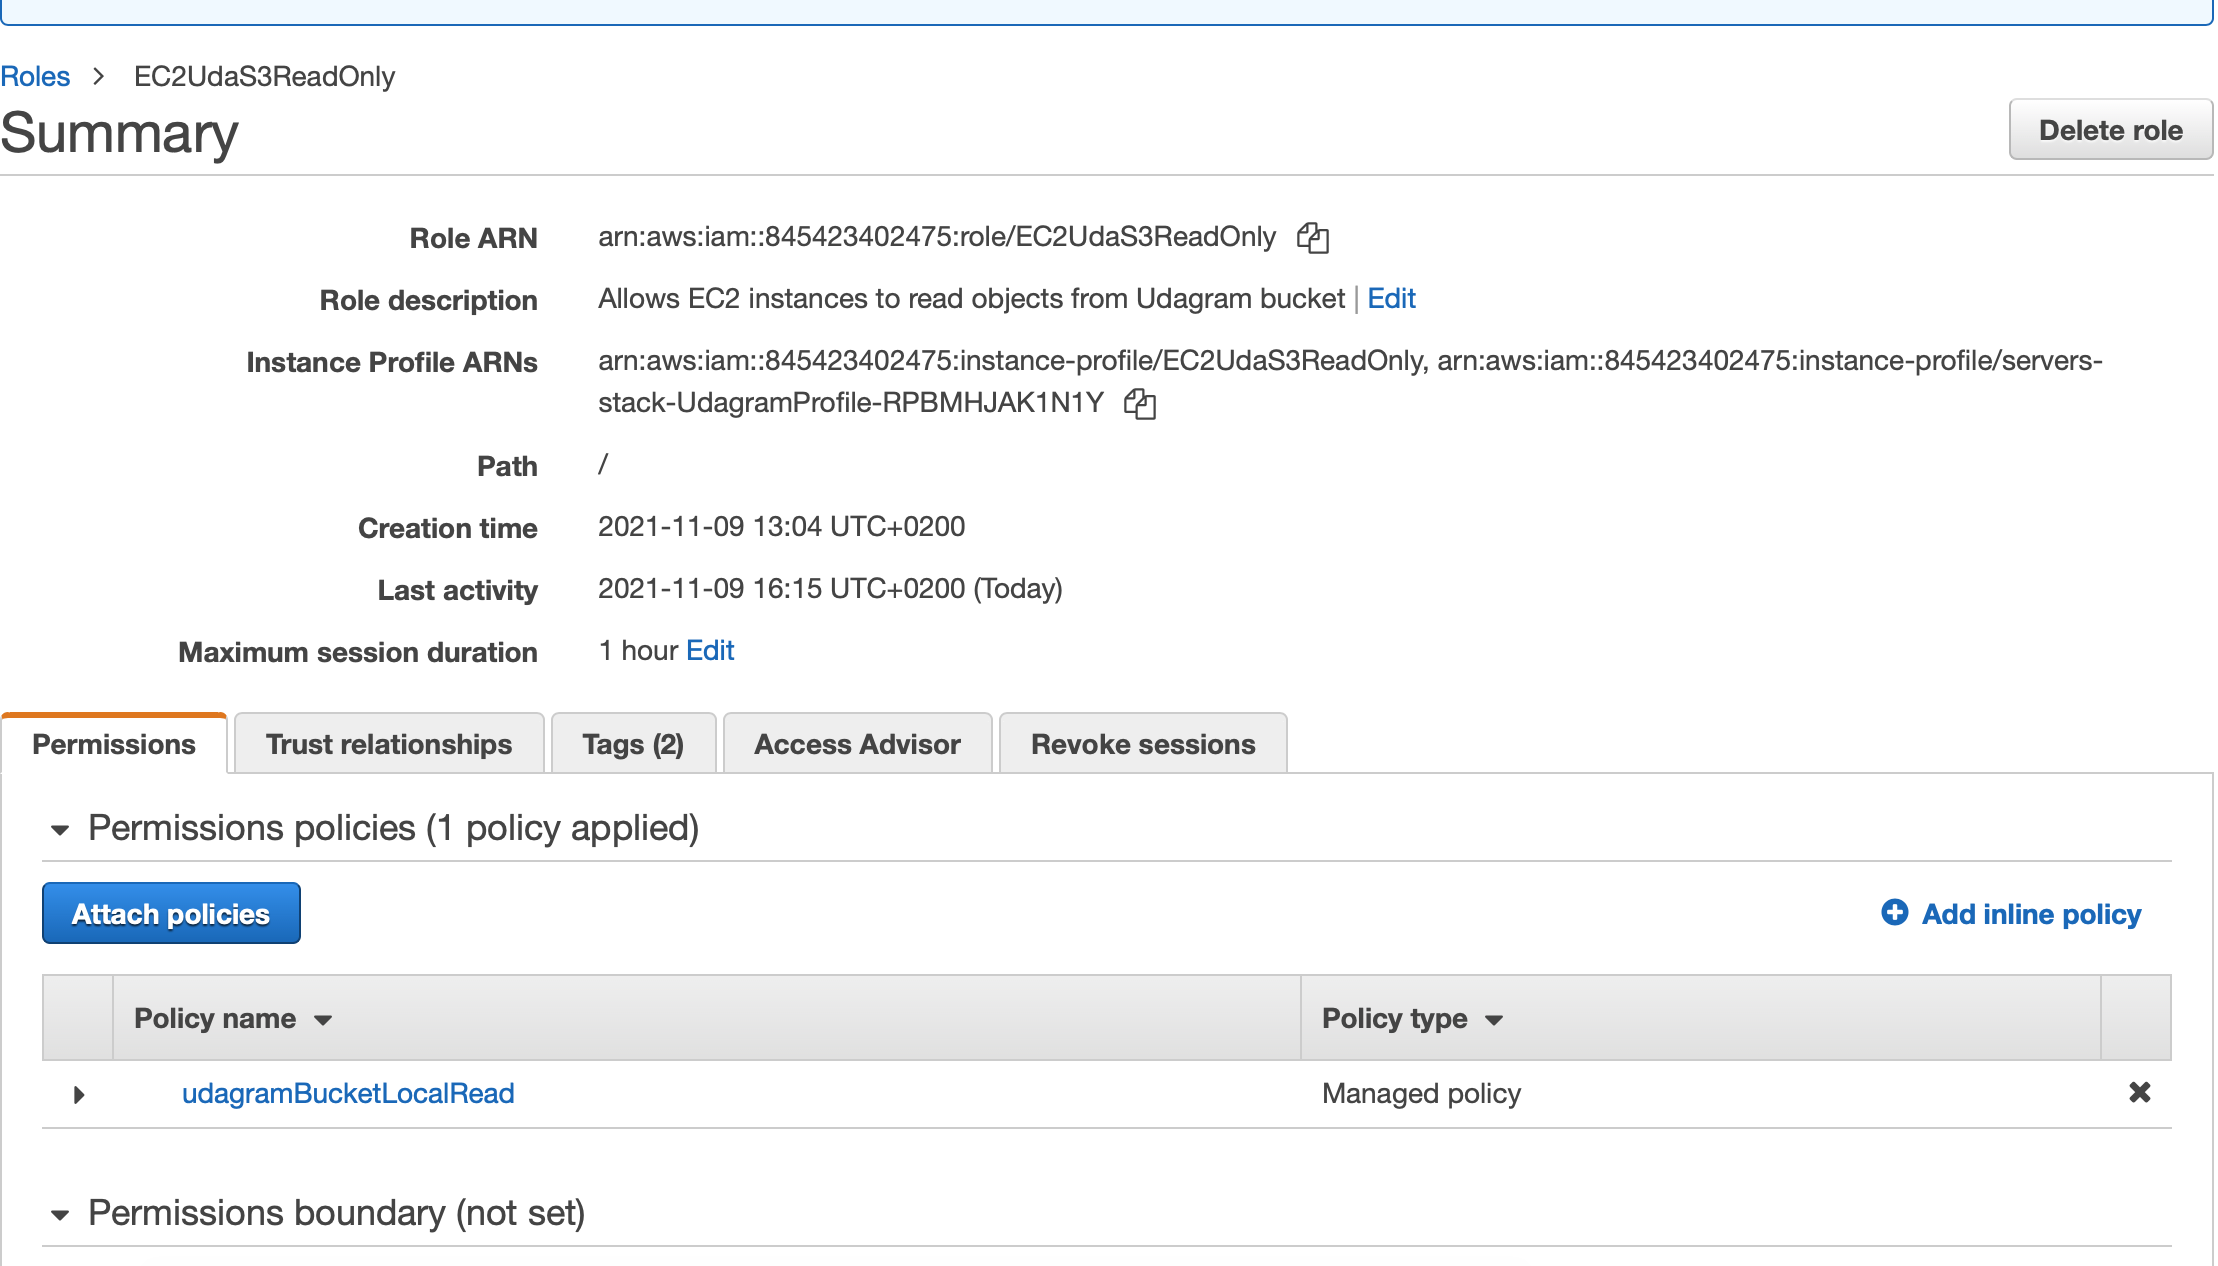 Roles > EC2UdaS3ReadOnly
Summary
Delete role
Role ARN arn:aws:iam::845423402475:role/EC2UdaS3ReadOnly
Role description Allows EC2 instances to read objects from Udagram bucket | Edit
Instance Profile ARNs arn:aws:iam::845423402475:instance-profile/EC2UdaS3ReadOnly, arn:aws:iam::845423402475:instance-profile/servers-
stack-UdagramProfile-RPBMHJAK1N1Y
Path /
Creation time 2021-11-09 13:04 UTC+0200
Last activity 2021-11-09 16:15 UTC+0200 (Today)
Maximum session duration 1 hour Edit
Permissions Trust relationships Tags (2) Access Advisor Revoke sessions
Permissions policies (1 policy applied)
Attach policies Add inline policy
Policy name Policy type
udagramBucketLocalRead Managed policy
Permissions boundary (not set)